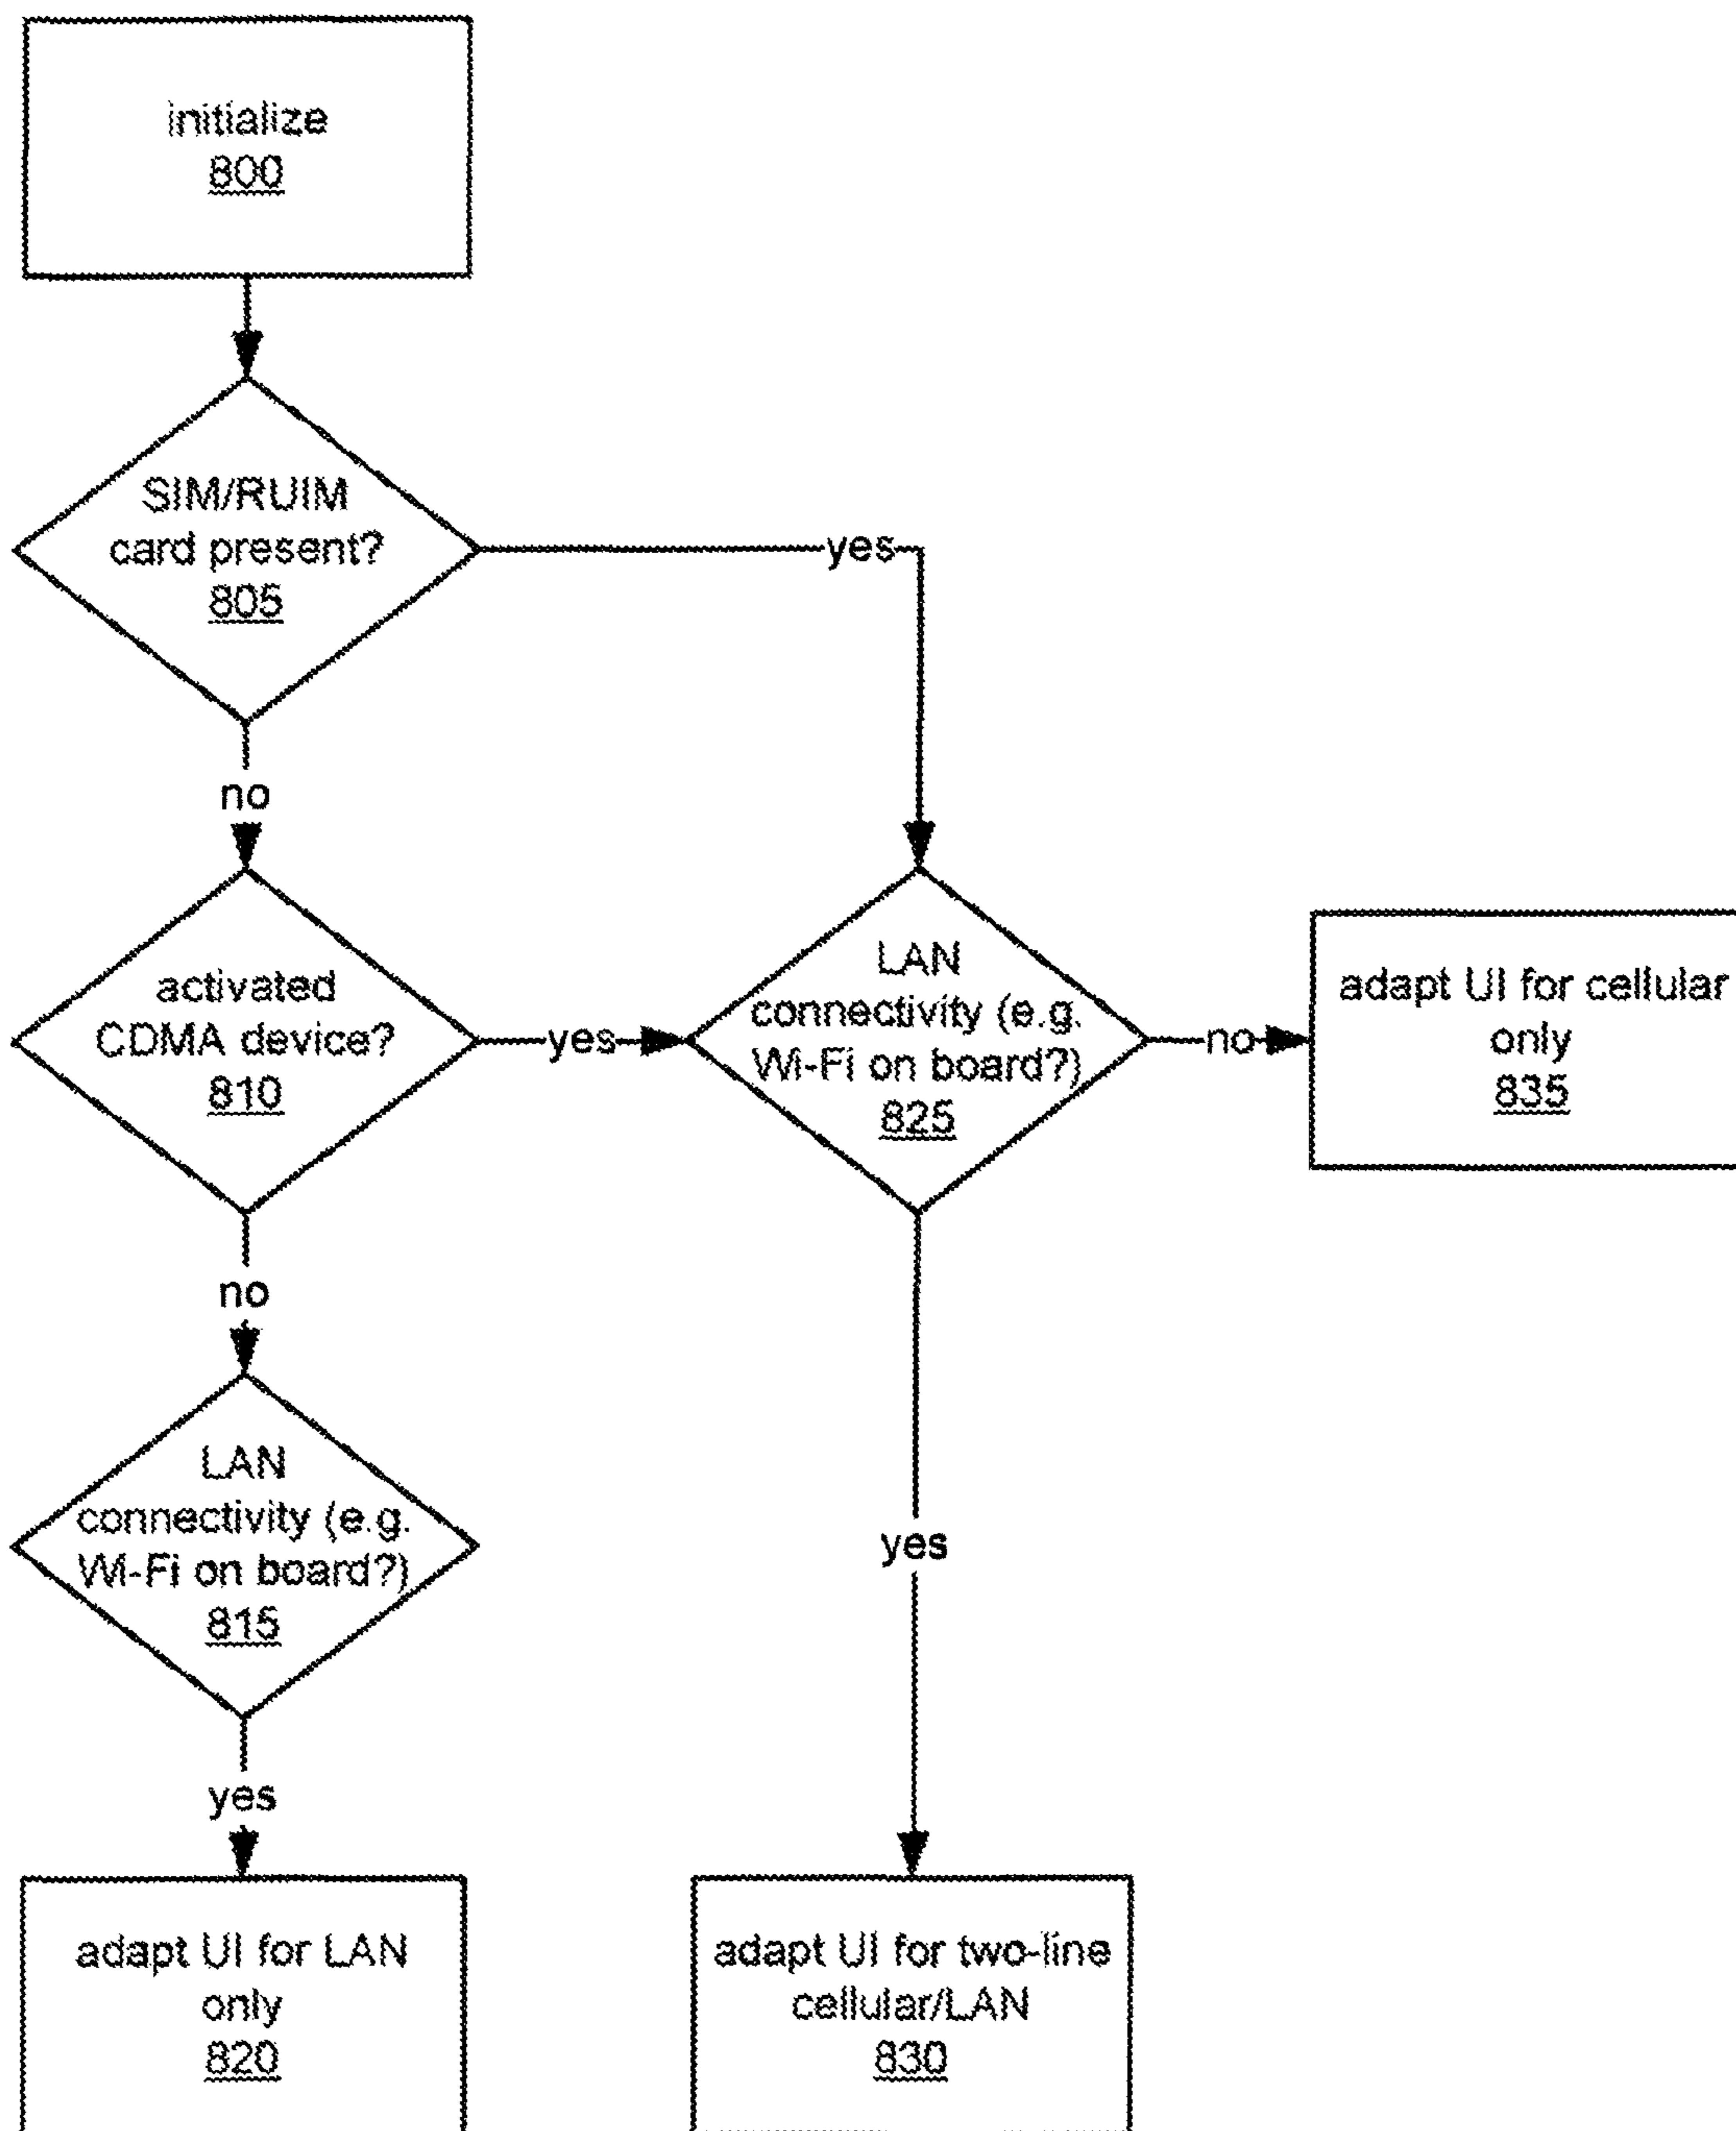 initialize
800
SIM/RUIM
card present?
805
yes
no
activated
CDMA device?
810
yes
LAN
connectivity (e.g.
Wi-Fi on board?)
825
no
adapt UI for cellular
only
835
no
LAN
connectivity (e.g.
Wi-Fi on board?)
815
yes
yes
adapt UI for LAN
only
820
adapt UI for two-line
cellular/LAN
830